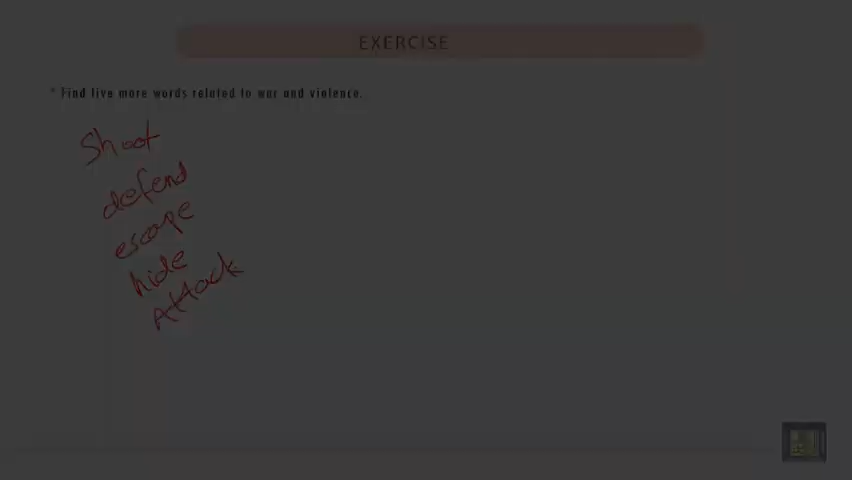 EXERCISE
* Find five more words related to war and violence.
Shoot
defend
escape
hide
Attack